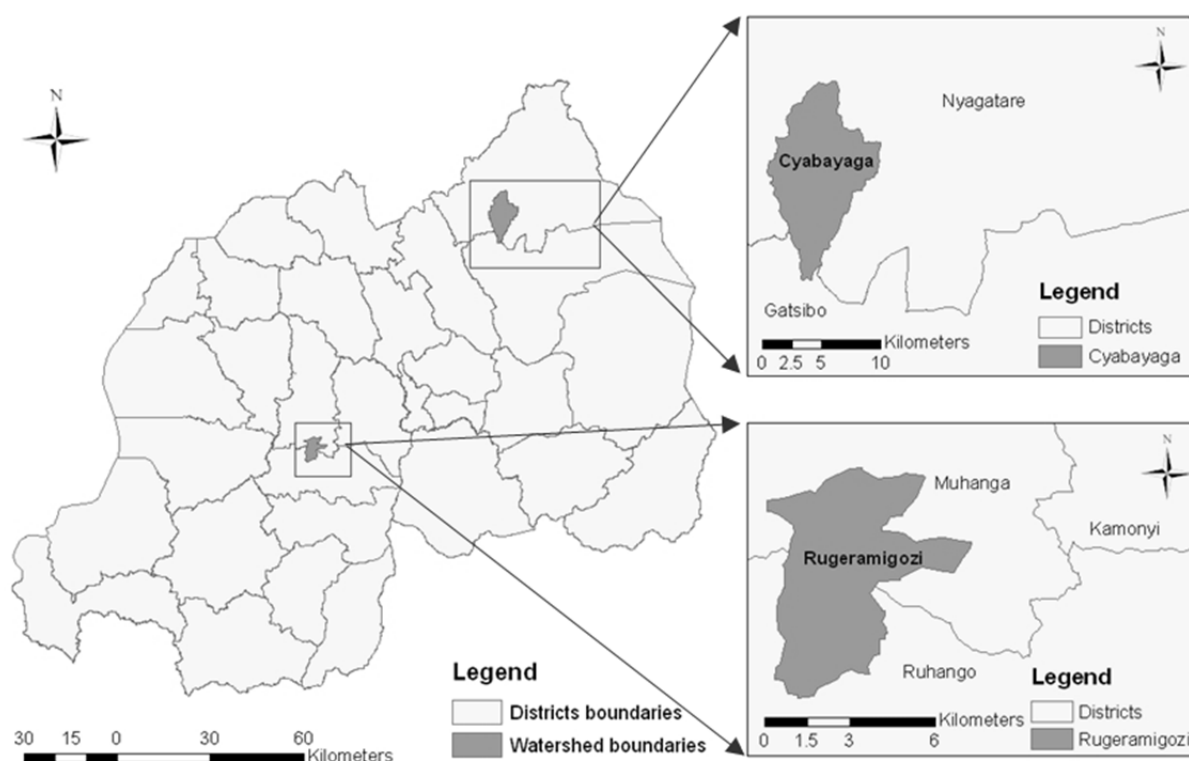 N
Legend
Districts boundaries
Watershed boundaries
30 15 0 30 60
Kilometers
N
Nyagatare
Cyabayaga
Gatsibo
Legend
Districts
Cyabayaga
Kilometers
0 2.5 5 10
N
Muhanga
Kamonyi
Rugeramigozi
Ruhango
Legend
Districts
Rugeramigozi
Kilometers
0 1.5 3 6